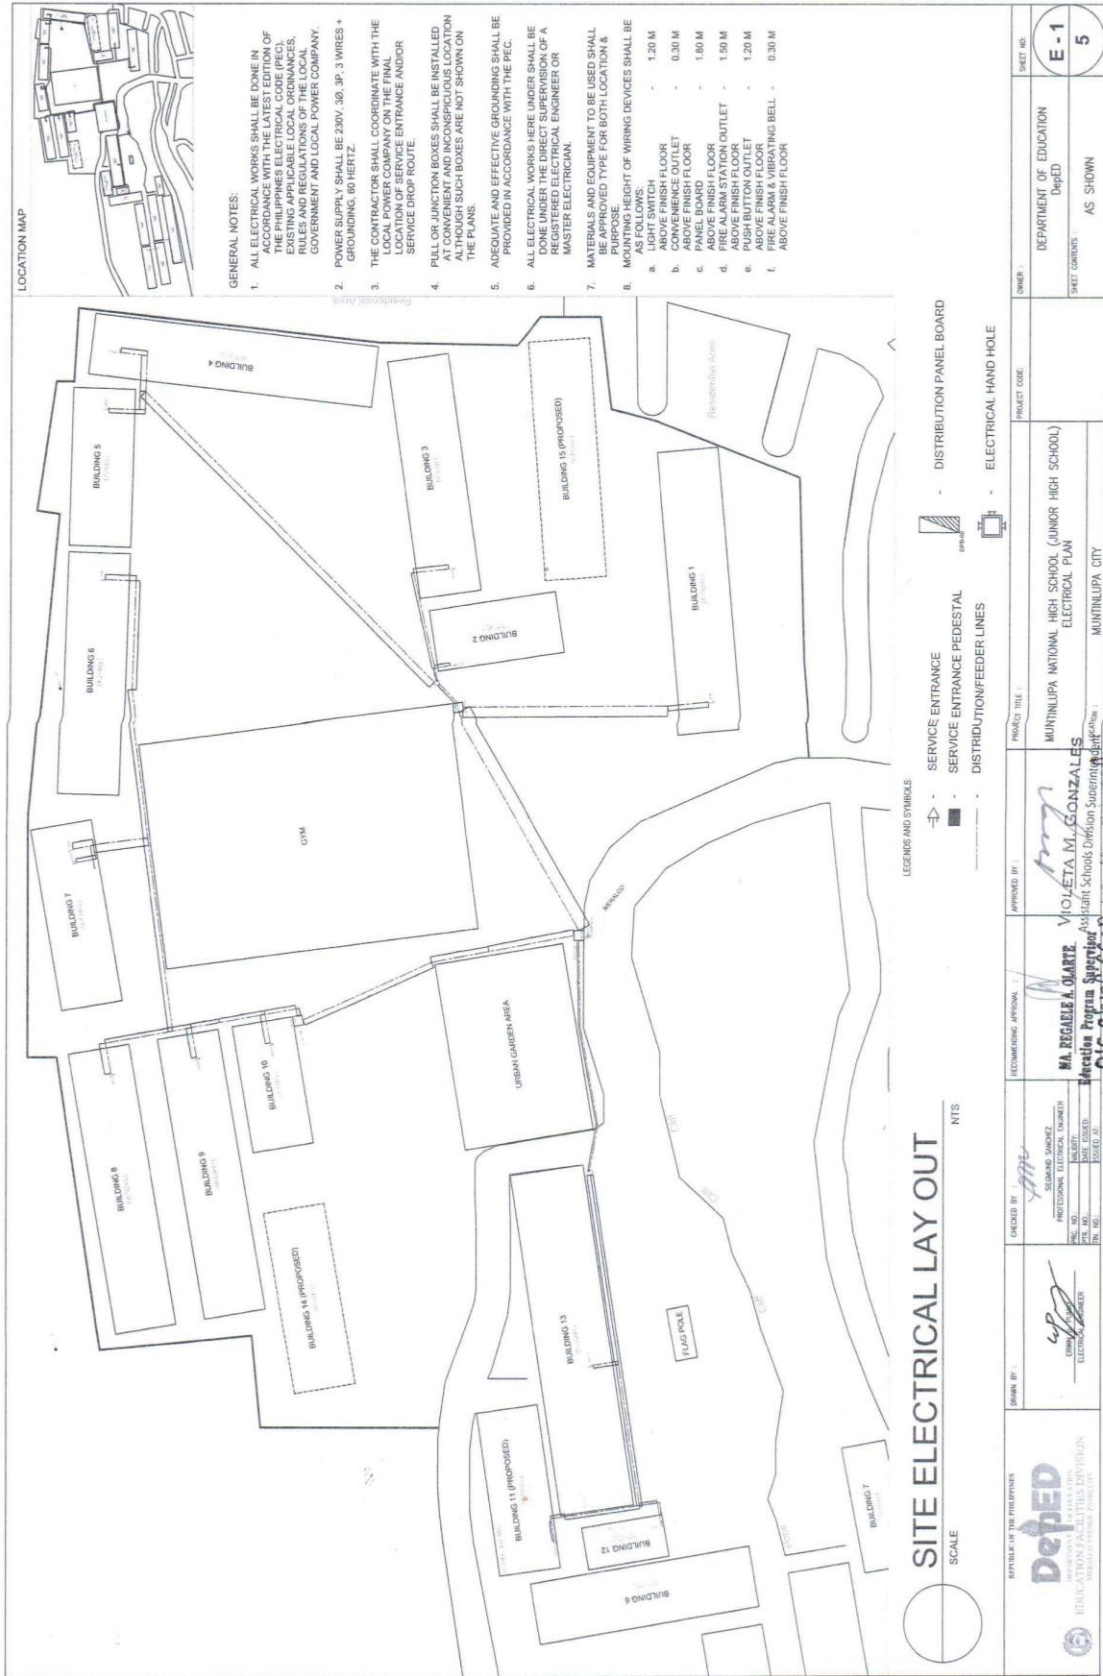 LOCATION MAP
GENERAL NOTES:
1. ALL ELECTRICAL WORKS SHALL BE DONE IN
ACCORDANCE WITH THE LATEST EDITION OF
THE PHILIPPINES ELECTRICAL CODE (PEC),
EXISTING APPLICABLE LOCAL ORDINANCES,
RULES AND REGULATIONS OF THE LOCAL
GOVERNMENT AND LOCAL POWER COMPANY.
2. POWER SUPPLY SHALL BE 230V, 3Ø, 3P, 3 WIRES +
GROUNDING, 60 HERTZ.
3. THE CONTRACTOR SHALL COORDINATE WITH THE
LOCAL POWER COMPANY ON THE FINAL
LOCATION OF SERVICE ENTRANCE AND/OR
SERVICE DROP ROUTE.
4. PULL OR JUNCTION BOXES SHALL BE INSTALLED
AT CONVENIENT AND INCONSPICUOUS LOCATION
ALTHOUGH SUCH BOXES ARE NOT SHOWN ON
THE PLANS.
5. ADEQUATE AND EFFECTIVE GROUNDING SHALL BE
PROVIDED IN ACCORDANCE WITH THE PEC.
6. ALL ELECTRICAL WORKS HERE UNDER SHALL BE
DONE UNDER THE DIRECT SUPERVISION OF A
REGISTERED ELECTRICAL ENGINEER OR
MASTER ELECTRICIAN.
7. MATERIALS AND EQUIPMENT TO BE USED SHALL
BE APPROVED TYPE FOR BOTH LOCATION &
PURPOSE.
8. MOUNTING HEIGHT OF WIRING DEVICES SHALL BE
AS FOLLOWS:
a. LIGHT SWITCH - 1.20 M
ABOVE FINISH FLOOR
b. CONVENIENCE OUTLET - 0.30 M
ABOVE FINISH FLOOR
c. PANEL BOARD - 1.80 M
ABOVE FINISH FLOOR
d. FIRE ALARM STATION OUTLET - 1.50 M
ABOVE FINISH FLOOR
e. PUSH BUTTON OUTLET - 1.20 M
ABOVE FINISH FLOOR
f. FIRE ALARM & VIBRATING BELL - 0.30 M
ABOVE FINISH FLOOR
Residential Area
BUILDING 4
BUILDING 5
BUILDING 6
BUILDING 3
BUILDING 15 (PROPOSED)
Residential Area
BUILDING 2
BUILDING 1
GYM
BUILDING 7
MERALCO
URBAN GARDEN AREA
BUILDING 10
BUILDING 8
BUILDING 9
BUILDING 14 (PROPOSED)
Cliff
Cliff
Cliff
BUILDING 13
FLAG POLE
BUILDING 11 (PROPOSED)
BUILDING 12
BUILDING 6
BUILDING 7
LEGENDS AND SYMBOLS
- SERVICE ENTRANCE
- SERVICE ENTRANCE PEDESTAL
- DISTRIDUTION/FEEDER LINES
- DISTRIBUTION PANEL BOARD
- ELECTRICAL HAND HOLE
SITE ELECTRICAL LAY OUT
SCALE
NTS
REPUBLIC OF THE PHILIPPINES
DepED
DEPARTMENT OF EDUCATION
EDUCATION FACILITIES DIVISION
DRAWN BY :
ELECTRICAL ENGINEER
CHECKED BY :
SEGMUND SANCHEZ
PROFESSIONAL ELECTRICAL ENGINEER
PRC. NO.: VALIDITY:
PTR. NO.: DATE ISSUED:
TIN NO.: ISSUED AT:
RECOMMENDING APPROVAL :
MA. REGAELE A. OLARTE
Education Program Supervisor
APPROVED BY :
VIOLETA M. GONZALES
Assistant Schools Division Superintendent
PROJECT TITLE :
MUNTINLUPA NATIONAL HIGH SCHOOL (JUNIOR HIGH SCHOOL)
ELECTRICAL PLAN
MUNTINLUPA CITY
PROJECT CODE:
OWNER :
DEPARTMENT OF EDUCATION
DepED
SHEET CONTENTS :
AS SHOWN
SHEET NO.
E - 1
5